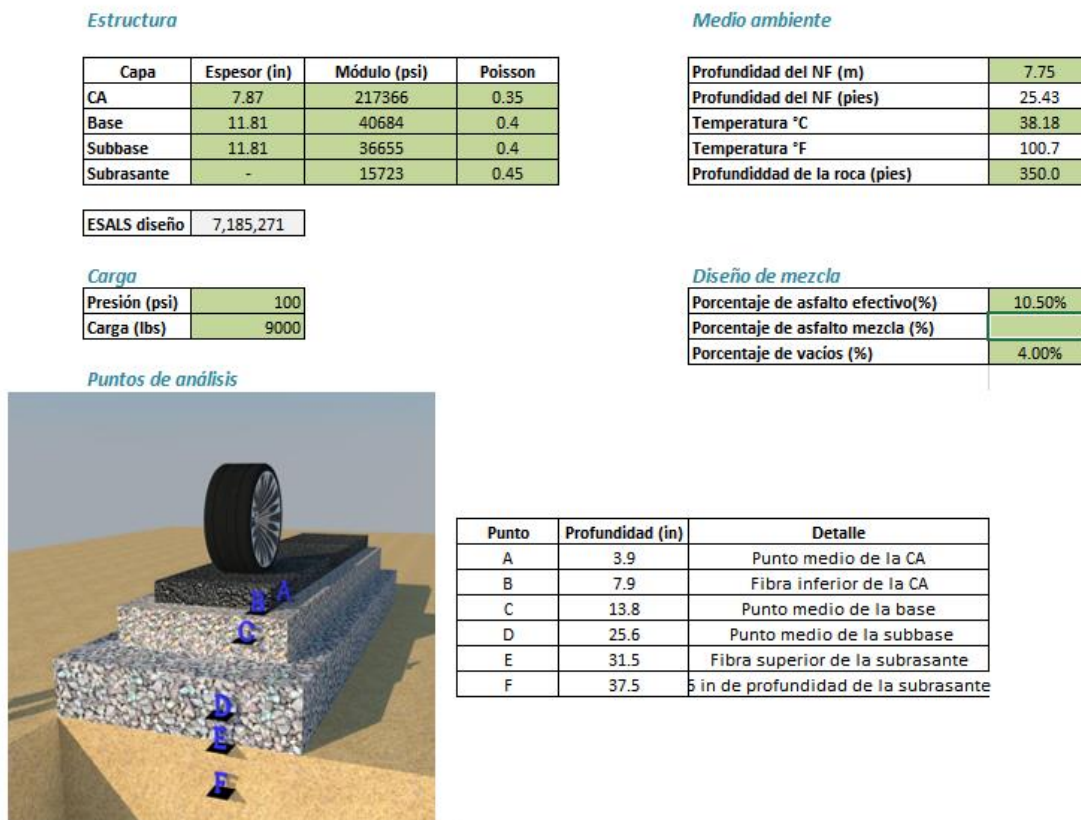 Estructura
Capa Espesor (in) Módulo (psi) Poisson
CA 7.87 217366 0.35
Base 11.81 40684 0.4
Subbase 11.81 36655 0.4
Subrasante - 15723 0.45
ESALS diseño 7,185,271
Carga
Presión (psi) 100
Carga (lbs) 9000
Medio ambiente
Profundidad del NF (m) 7.75
Profundidad del NF (pies) 25.43
Temperatura °C 38.18
Temperatura °F 100.7
Profundiddad de la roca (pies) 350.0
Diseño de mezcla
Porcentaje de asfalto efectivo(%) 10.50%
Porcentaje de asfalto mezcla (%)
Porcentaje de vacíos (%) 4.00%
Puntos de análisis
A
B
C
D
E
F
Punto Profundidad (in) Detalle
A 3.9 Punto medio de la CA
B 7.9 Fibra inferior de la CA
C 13.8 Punto medio de la base
D 25.6 Punto medio de la subbase
E 31.5 Fibra superior de la subrasante
F 37.5 in de profundidad de la subrasante